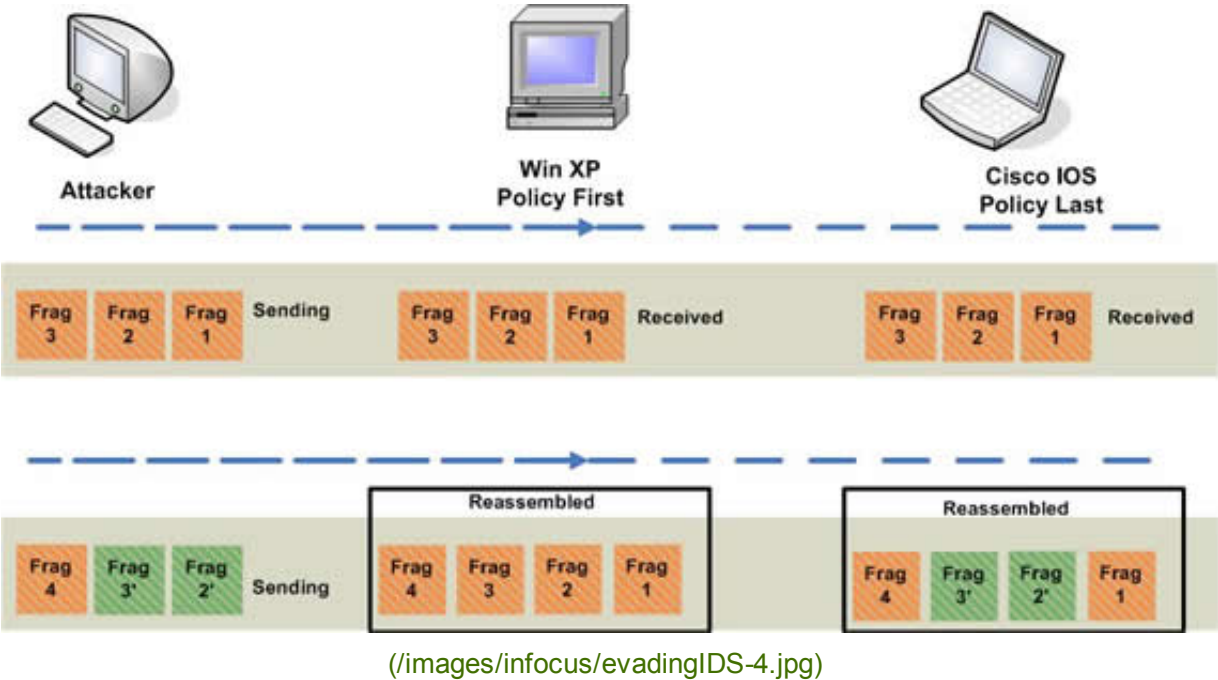 Attacker
Win XP
Policy First
Cisco IOS
Policy Last
Frag
3
Frag
2
Frag
1
Sending
Frag
3
Frag
2
Frag
1
Received
Frag
3
Frag
2
Frag
1
Received
Frag
4
Frag
3'
Frag
2'
Sending
Reassembled
Frag
4
Frag
3
Frag
2
Frag
1
Reassembled
Frag
4
Frag
3'
Frag
2'
Frag
1
(/images/infocus/evadingIDS-4.jpg)